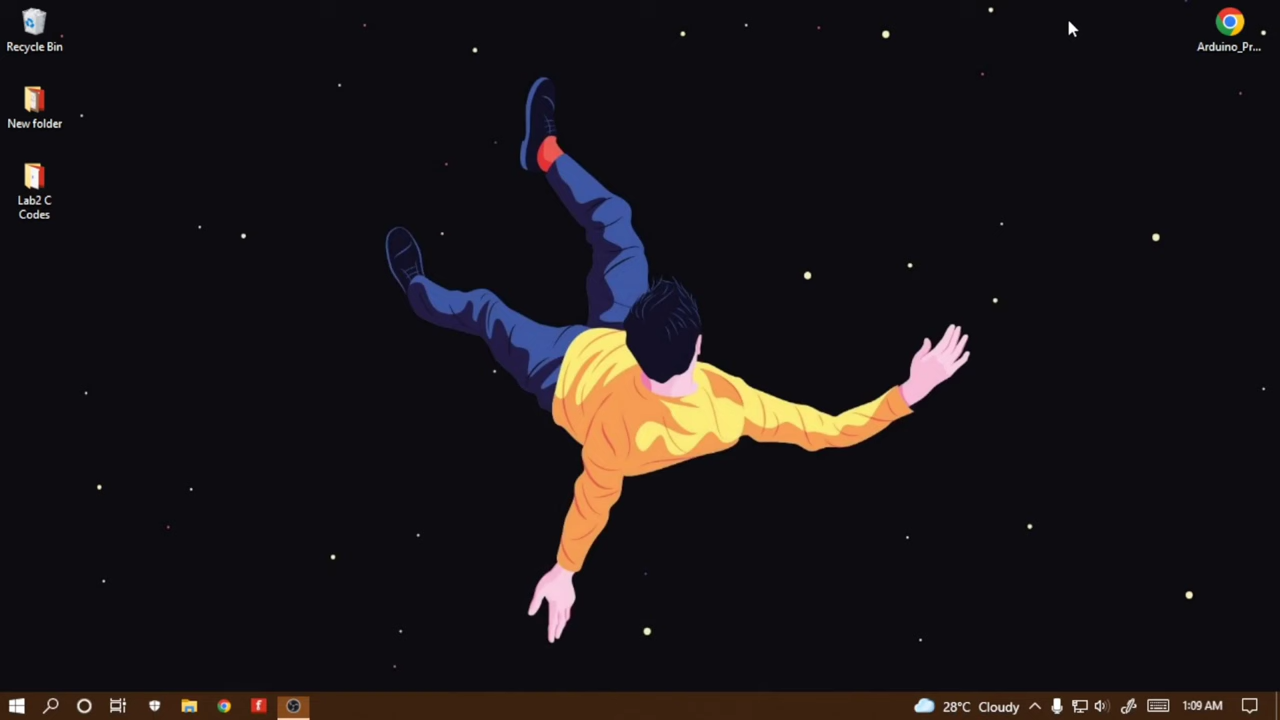 Recycle Bin
New folder
Lab2 C
Codes
Arduino_Pr...
28°C Cloudy
1:09 AM